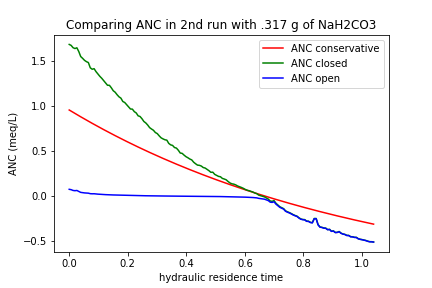 Comparing ANC in 2nd run with .317 g of NaH2CO3
ANC conservative
ANC closed
ANC open
ANC (meq/L)
1.5
1.0
0.5
0.0
−0.5
0.0 0.2 0.4 0.6 0.8 1.0
hydraulic residence time